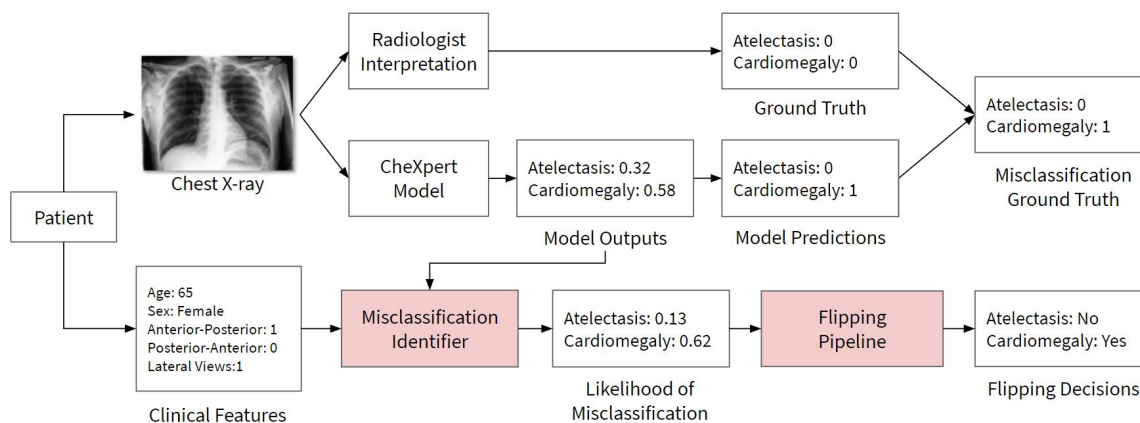 Radiologist
Interpretation
Atelectasis: 0
Cardiomegaly: 0
Ground Truth
Atelectasis: 0
Cardiomegaly: 1
Misclassification
Ground Truth
Chest X-ray
CheXpert
Model
Atelectasis: 0.32
Cardiomegaly: 0.58
Model Outputs
Atelectasis: 0
Cardiomegaly: 1
Model Predictions
Patient
Age: 65
Sex: Female
Anterior-Posterior: 1
Posterior-Anterior: 0
Lateral Views:1
Clinical Features
Misclassification
Identifier
Atelectasis: 0.13
Cardiomegaly: 0.62
Likelihood of
Misclassification
Flipping
Pipeline
Atelectasis: No
Cardiomegaly: Yes
Flipping Decisions